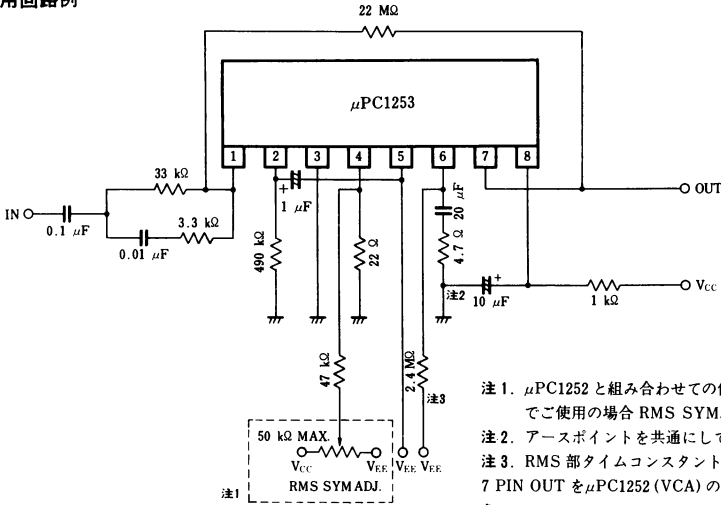 用回路例
22 MΩ
μPC1253
1 2 3 4 5 6 7 8
33 kΩ
IN
0.1 μF
0.01 μF
3.3 kΩ
+
1 μF
490 kΩ
22 Ω
20 μF
4.7 Ω
注2
+
10 μF
OUT
1 kΩ
VCC
47 kΩ
2.4 MΩ
注3
50 kΩ MAX.
VCC
VEE
VEE
VEE
RMS SYM ADJ.
注1
注1. μPC1252 と組み合わせての
でご使用の場合 RMS SYM.
注2. アースポイントを共通にして
注3. RMS 部タイムコンスタント
7 PIN OUT をμPC1252 (VCA) の